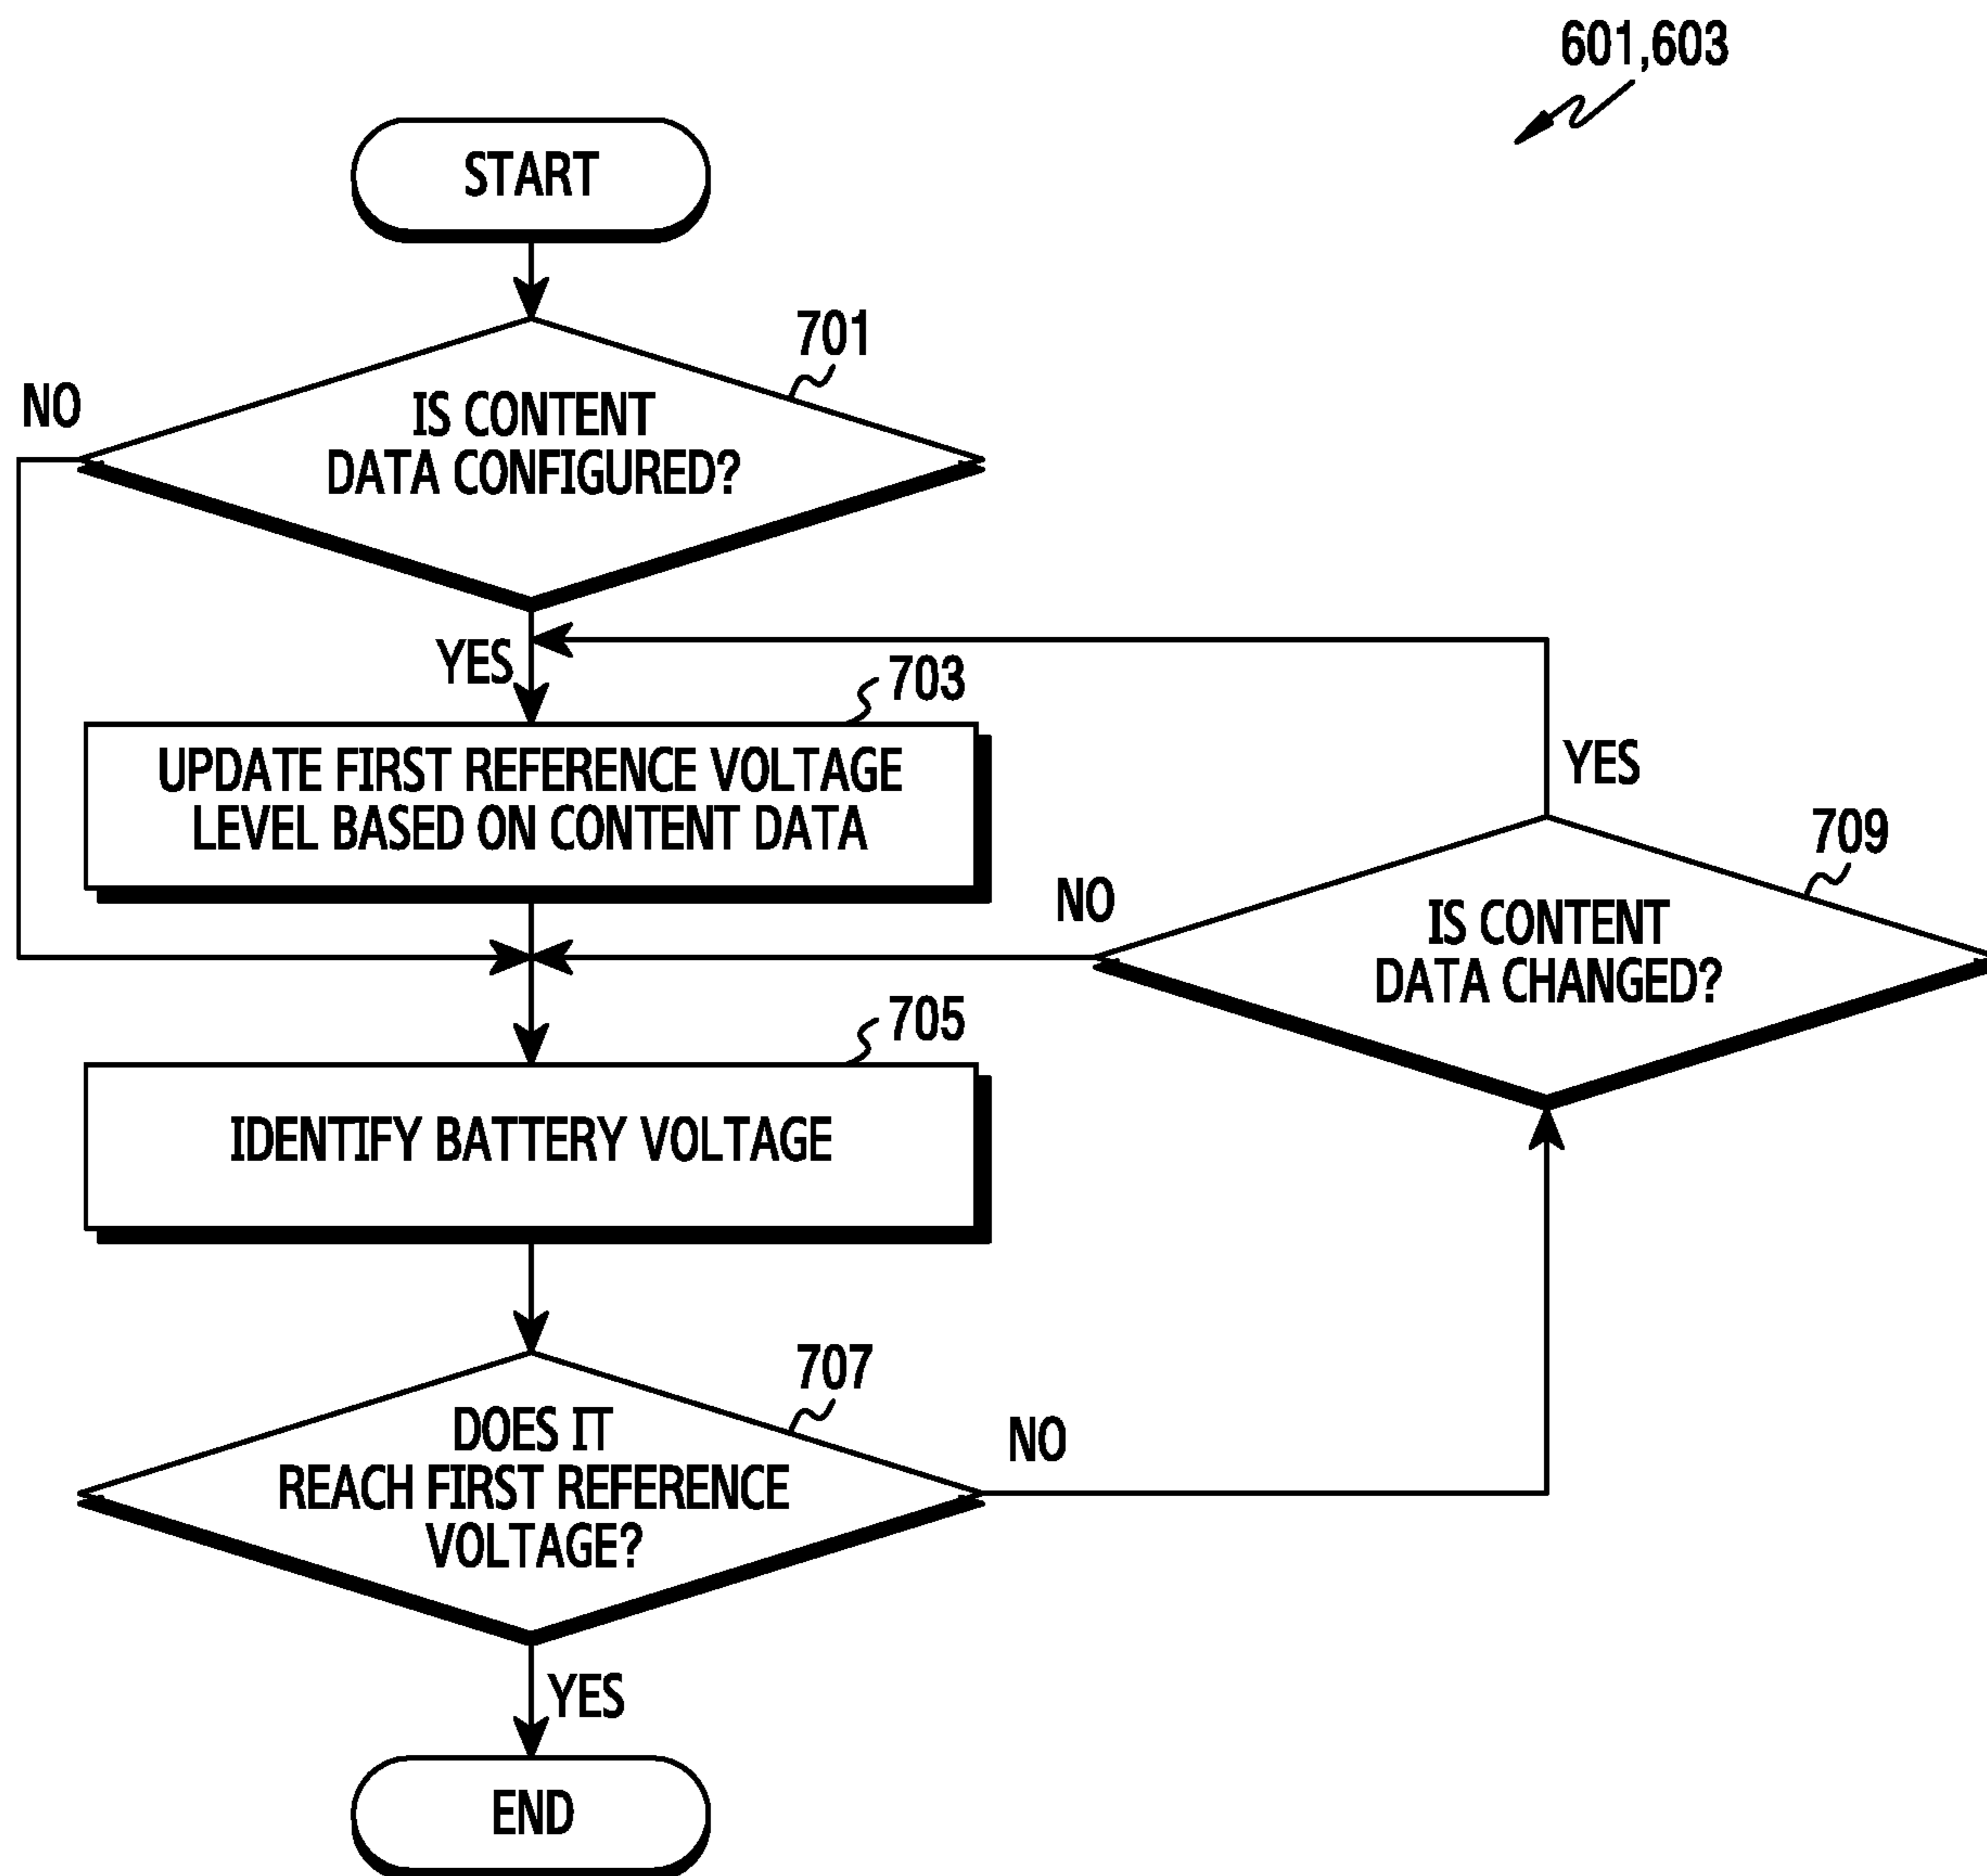 601,603
START
701
NO
IS CONTENT
DATA CONFIGURED?
YES
703
UPDATE FIRST REFERENCE VOLTAGE
LEVEL BASED ON CONTENT DATA
YES
709
NO
IS CONTENT
DATA CHANGED?
705
IDENTIFY BATTERY VOLTAGE
707
DOES IT
REACH FIRST REFERENCE
VOLTAGE?
NO
YES
END